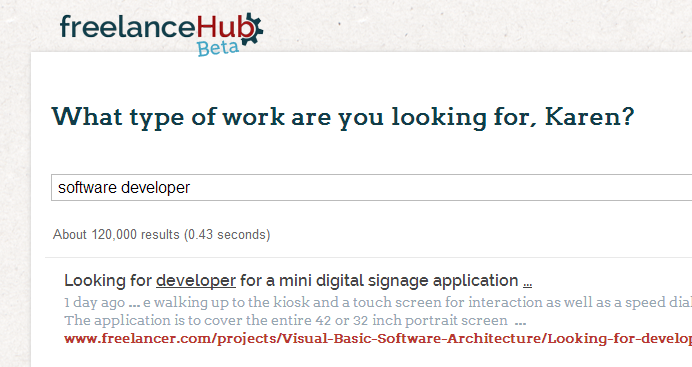 freelanceHub
Beta
What type of work are you looking for, Karen?
software developer
About 120,000 results (0.43 seconds)
Looking for developer for a mini digital signage application ...
1 day ago ... e walking up to the kiosk and a touch screen for interaction as well as a speed dial
The application is to cover the entire 42 or 32 inch portrait screen ...
www.freelancer.com/projects/Visual-Basic-Software-Architecture/Looking-for-develop